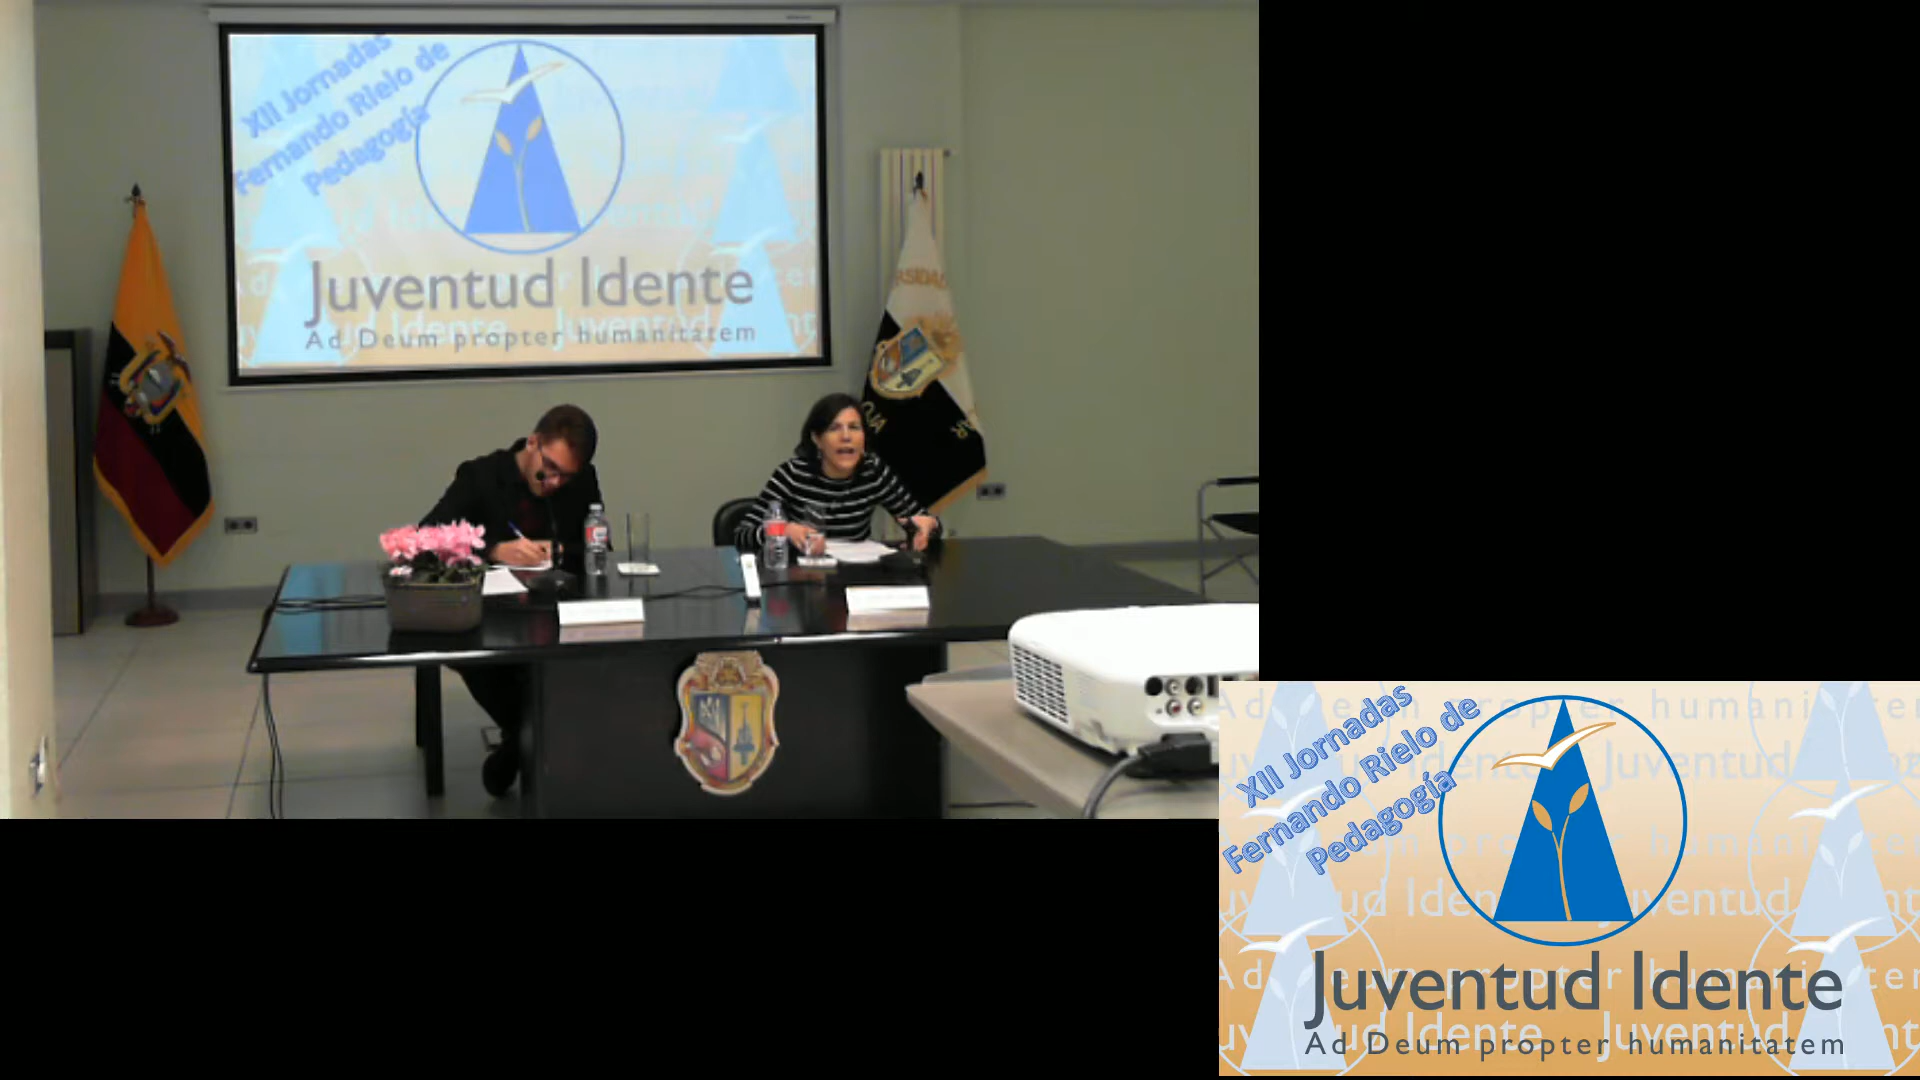 XII Jornadas
Fernando Rielo de
Pedagogía
Juventud Idente
Ad Deum propter humanitatem
RSIDAD
XII Jornadas
Fernando Rielo de
Pedagogía
Juventud Idente
Ad Deum propter humanitatem